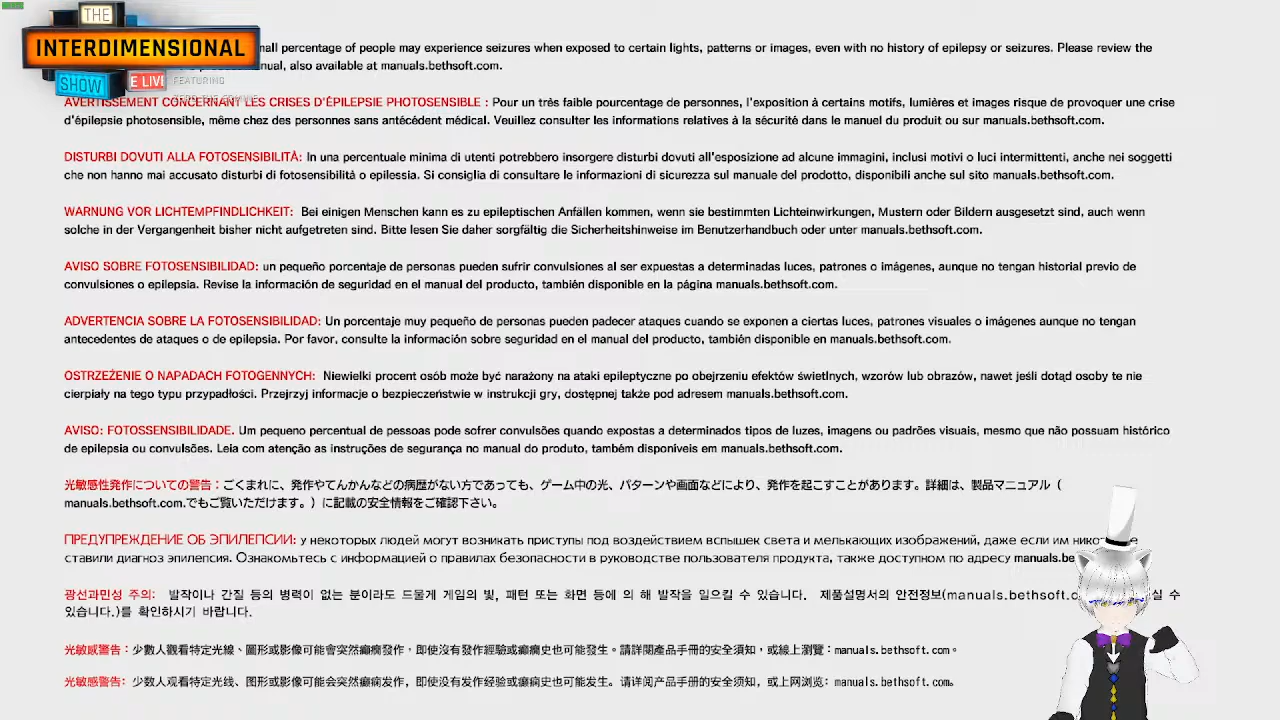 THE
INTERDIMENSIONAL
SHOW
E LIVE
FEATURING
mall percentage of people may experience seizures when exposed to certain lights, patterns or images, even with no history of epilepsy or seizures. Please review the
nual, also available at manuals.bethsoft.com.
AVERTISSEMENT CONCERNANT LES CRISES D'ÉPILEPSIE PHOTOSENSIBLE : Pour un très faible pourcentage de personnes, l'exposition à certains motifs, lumières et images risque de provoquer une crise
d'épilepsie photosensible, même chez des personnes sans antécédent médical. Veuillez consulter les informations relatives à la sécurité dans le manuel du produit ou sur manuals.bethsoft.com.
DISTURBI DOVUTI ALLA FOTOSENSIBILITÀ: In una percentuale minima di utenti potrebbero insorgere disturbi dovuti all'esposizione ad alcune immagini, inclusi motivi o luci intermittenti, anche nei soggetti
che non hanno mai accusato disturbi di fotosensibilità o epilessia. Si consiglia di consultare le informazioni di sicurezza sul manuale del prodotto, disponibili anche sul sito manuals.bethsoft.com.
WARNUNG VOR LICHTEMPFINDLICHKEIT: Bei einigen Menschen kann es zu epileptischen Anfällen kommen, wenn sie bestimmten Lichteinwirkungen, Mustern oder Bildern ausgesetzt sind, auch wenn
solche in der Vergangenheit bisher nicht aufgetreten sind. Bitte lesen Sie daher sorgfältig die Sicherheitshinweise im Benutzerhandbuch oder unter manuals.bethsoft.com.
AVISO SOBRE FOTOSENSIBILIDAD: un pequeño porcentaje de personas pueden sufrir convulsiones al ser expuestas a determinadas luces, patrones o imágenes, aunque no tengan historial previo de
convulsiones o epilepsia. Revise la información de seguridad en el manual del producto, también disponible en la página manuals.bethsoft.com.
ADVERTENCIA SOBRE LA FOTOSENSIBILIDAD: Un porcentaje muy pequeño de personas pueden padecer ataques cuando se exponen a ciertas luces, patrones visuales o imágenes aunque no tengan
antecedentes de ataques o de epilepsia. Por favor, consulte la información sobre seguridad en el manual del producto, también disponible en manuals.bethsoft.com.
OSTRZEŻENIE O NAPADACH FOTOGENNYCH: Niewielki procent osób może być narażony na ataki epileptyczne po obejrzeniu efektów świetlnych, wzorów lub obrazów, nawet jeśli dotąd osoby te nie
cierpiały na tego typu przypadłości. Przejrzyj informacje o bezpieczeństwie w instrukcji gry, dostępnej także pod adresem manuals.bethsoft.com.
AVISO: FOTOSSENSIBILIDADE. Um pequeno percentual de pessoas pode sofrer convulsões quando expostas a determinados tipos de luzes, imagens ou padrões visuais, mesmo que não possuam histórico
de epilepsia ou convulsões. Leia com atenção as instruções de segurança no manual do produto, também disponíveis em manuals.bethsoft.com.
光敏感性発作についての警告：ごくまれに、発作やてんかんなどの病歴がない方であっても、ゲーム中の光、パターンや画面などにより、発作を起こすことがあります。詳細は、製品マニュアル（
manuals.bethsoft.com.でもご覧いただけます。）に記載の安全情報をご確認下さい。
ПРЕДУПРЕЖДЕНИЕ ОБ ЭПИЛЕПСИИ: у некоторых людей могут возникать приступы под воздействием вспышек света и мелькающих изображений, даже если им никогда не
ставили диагноз эпилепсия. Ознакомьтесь с информацией о правилах безопасности в руководстве пользователя продукта, также доступном по адресу manuals.be
광선과민성 주의: 발작이나 간질 등의 병력이 없는 분이라도 드물게 게임의 빛, 패턴 또는 화면 등에 의 해 발작을 일으킬 수 있습니다. 제품설명서의 안전정보(manuals.bethsoft.c 실 수
있습니다.)를 확인하시기 바랍니다.
光敏感警告：少數人觀看特定光線、圖形或影像可能會突然癲癇發作，即使沒有發作經驗或癲癇史也可能發生。請詳閱產品手冊的安全須知，或線上瀏覽：manuals.bethsoft.com。
光敏感警告: 少数人观看特定光线、图形或影像可能会突然癫痫发作，即使没有发作经验或癫痫史也可能发生。请详阅产品手册的安全须知，或上网浏览: manuals.bethsoft.com。